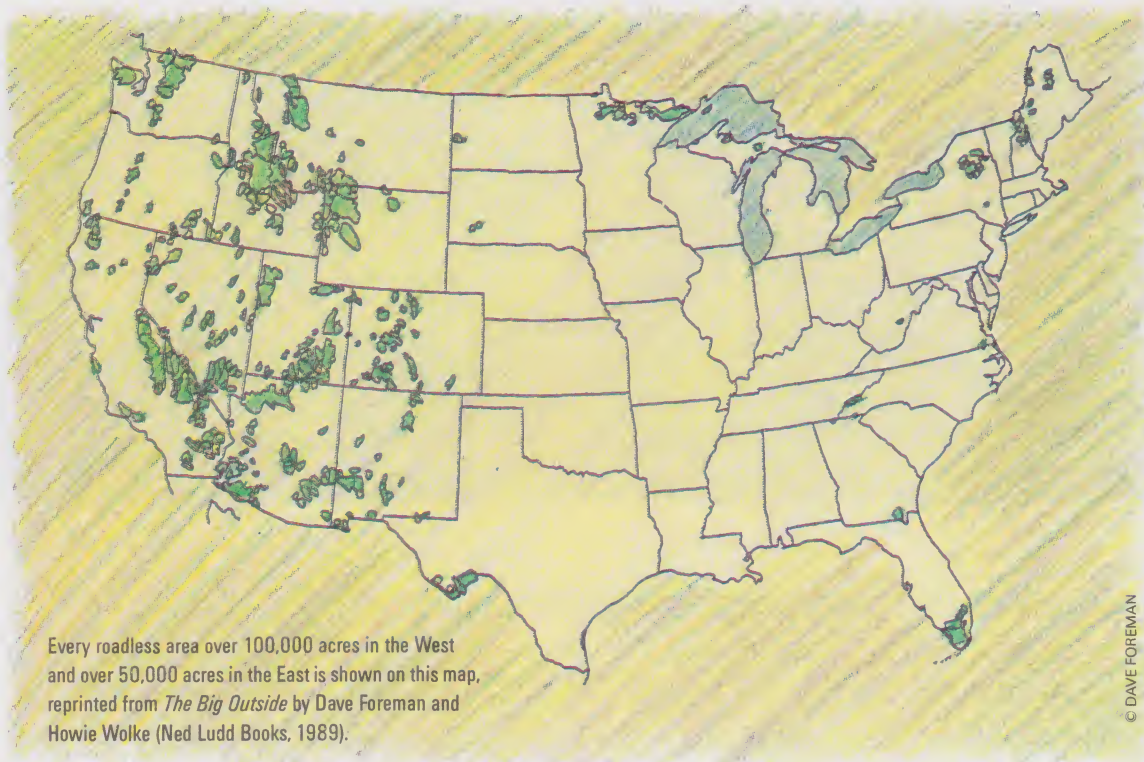 Every roadless area over 100,000 acres in the West
and over 50,000 acres in the East is shown on this map,
reprinted from The Big Outside by Dave Foreman and
Howie Wolke (Ned Ludd Books, 1989).
© DAVE FOREMAN